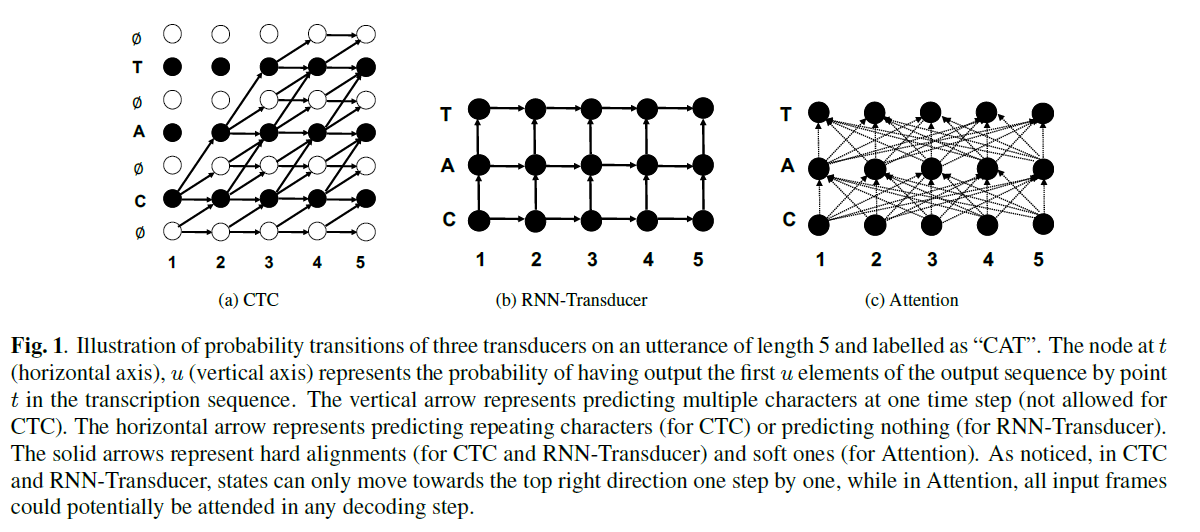 Ø
T
Ø
A
Ø
C
Ø
1 2 3 4 5
(a) CTC
T
A
C
1 2 3 4 5
(b) RNN-Transducer
T
A
C
1 2 3 4 5
(c) Attention
Fig. 1. Illustration of probability transitions of three transducers on an utterance of length 5 and labelled as “CAT”. The node at t
(horizontal axis), u (vertical axis) represents the probability of having output the first u elements of the output sequence by point
t in the transcription sequence. The vertical arrow represents predicting multiple characters at one time step (not allowed for
CTC). The horizontal arrow represents predicting repeating characters (for CTC) or predicting nothing (for RNN-Transducer).
The solid arrows represent hard alignments (for CTC and RNN-Transducer) and soft ones (for Attention). As noticed, in CTC
and RNN-Transducer, states can only move towards the top right direction one step by one, while in Attention, all input frames
could potentially be attended in any decoding step.